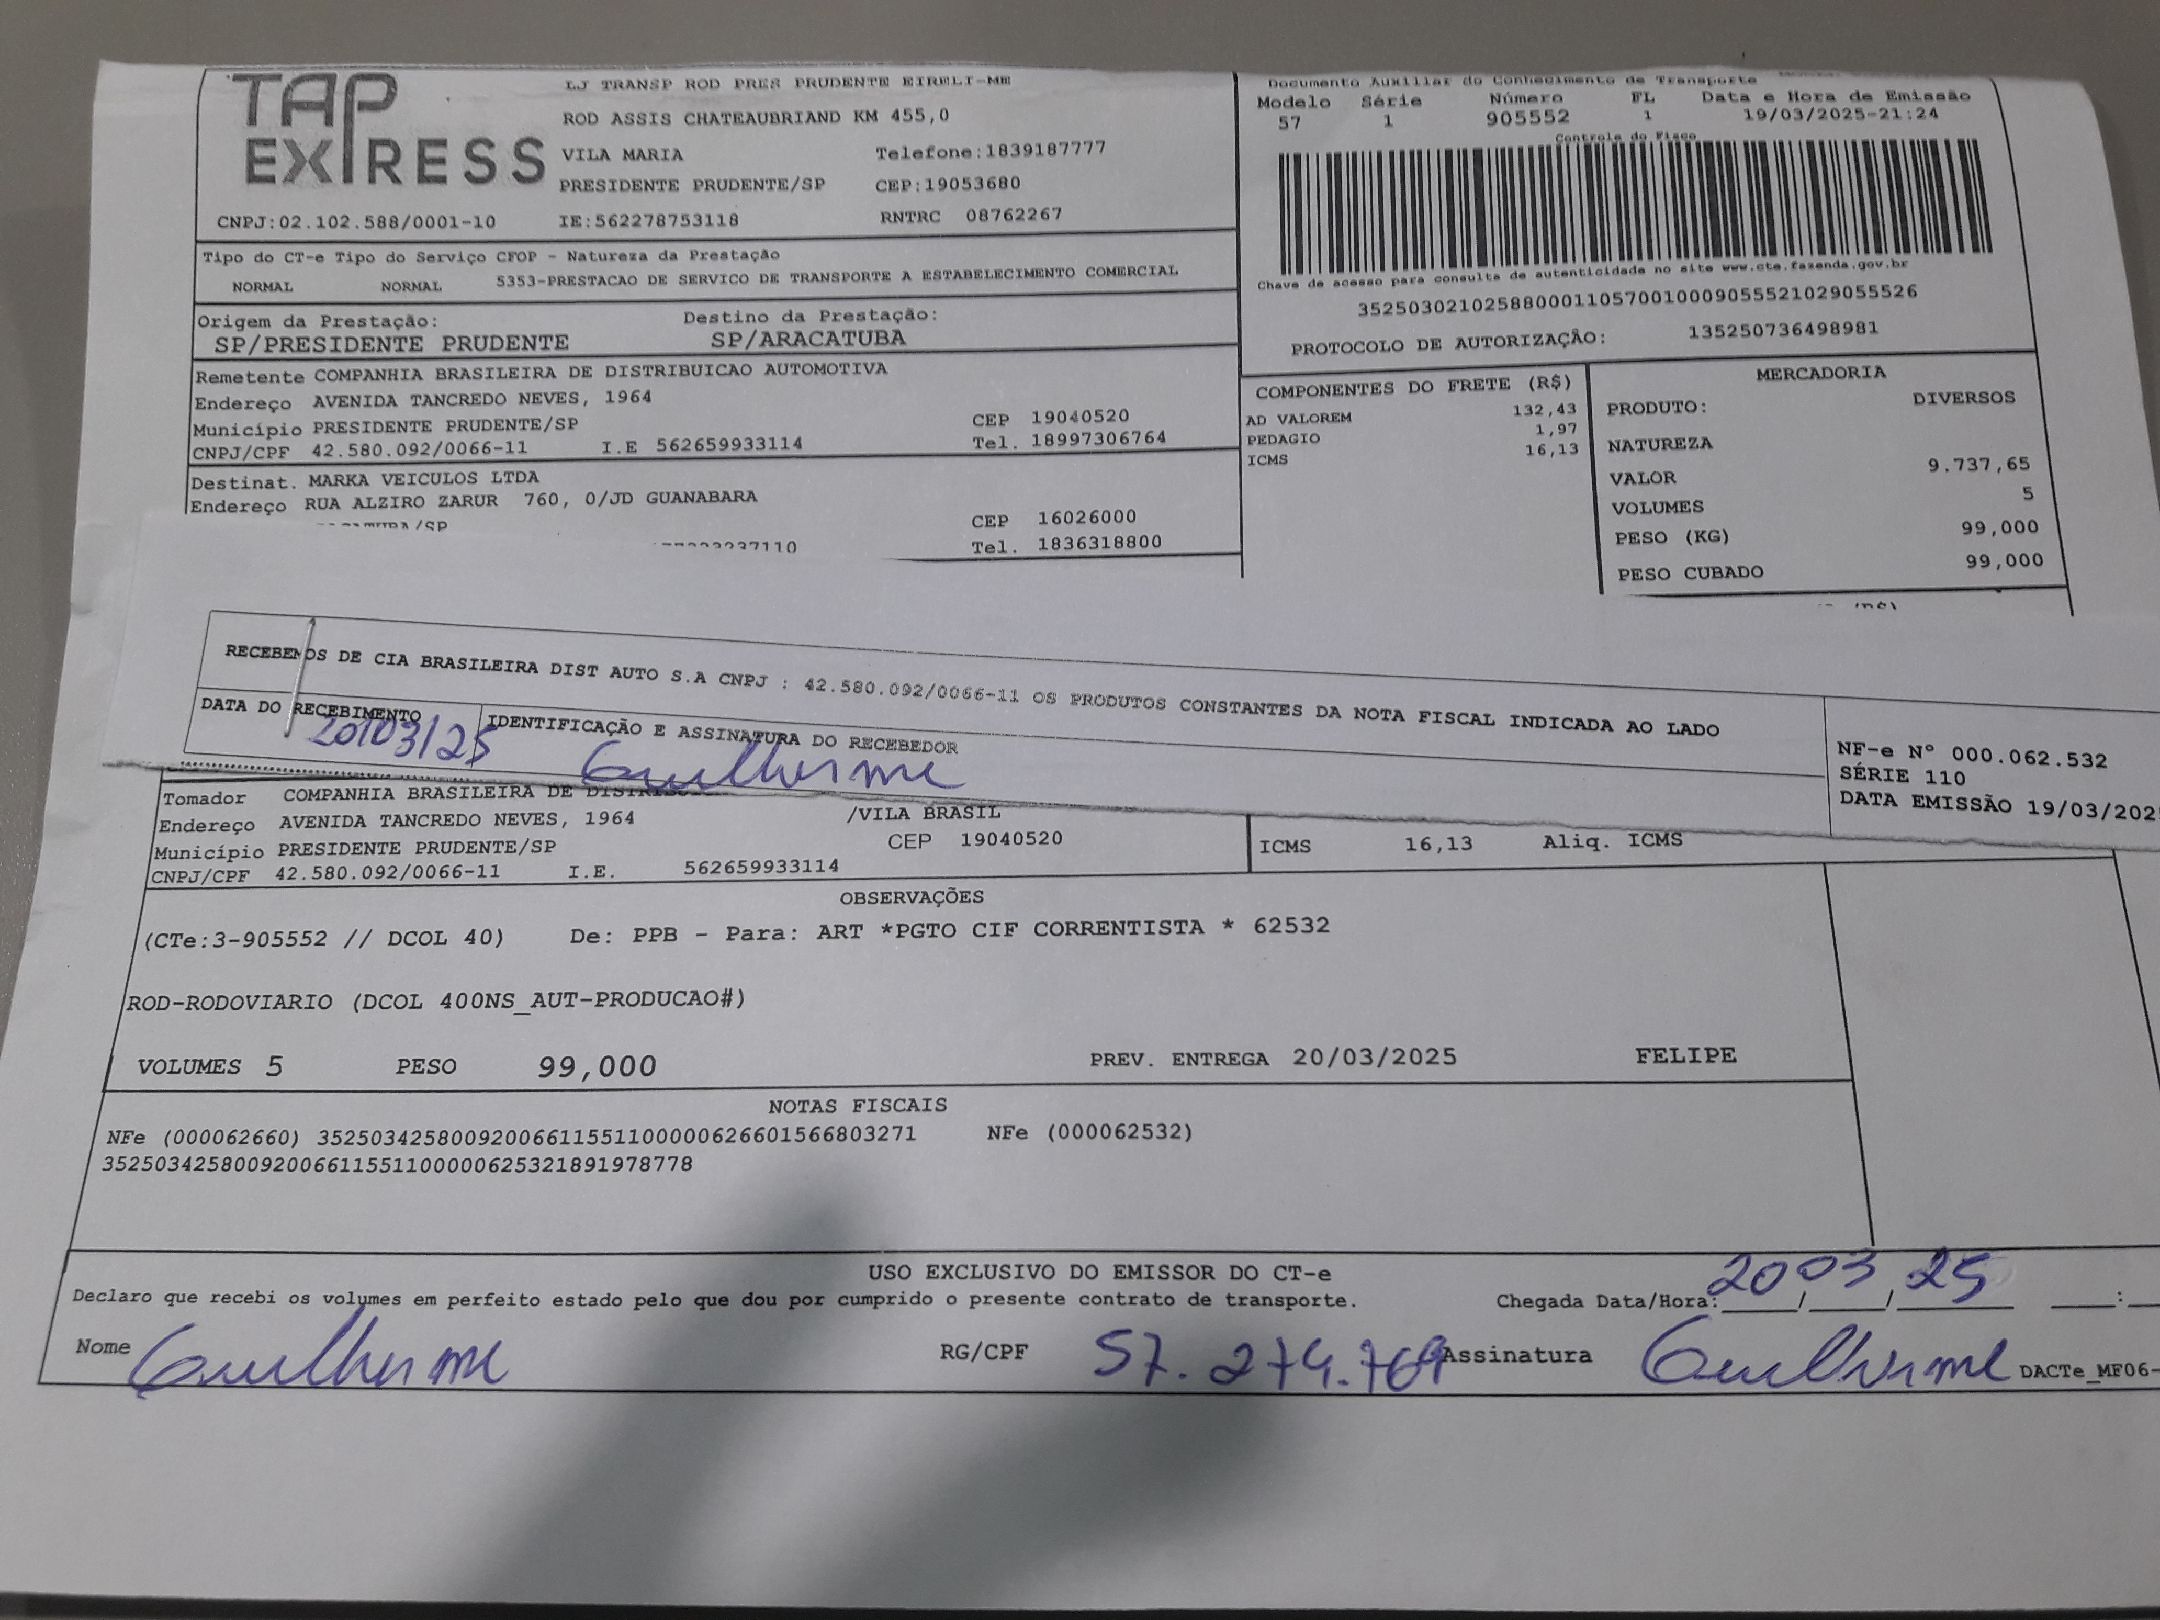 TAP EXPRESS
LJ TRANSP ROD PRES PRUDENTE EIRELI-ME
ROD ASSIS CHATEAUBRIAND KM 455,0
VILA MARIA Telefone:1839187777
PRESIDENTE PRUDENTE/SP CEP:19053680
CNPJ:02.102.588/0001-10 IE:562278753118 RNTRC 08762267
Documento Auxiliar do Conhecimento de Transporte
Modelo Série Número FL Data e Hora de Emissão
57 1 905552 1 19/03/2025-21:24
Controle do Fisco
Chave de acesso para consulta de autenticidade no site www.cte.fazenda.gov.br
35250302102588000110570010009055521029055526
PROTOCOLO DE AUTORIZAÇÃO: 135250736498981
Tipo do CT-e Tipo do Serviço CFOP - Natureza da Prestação
NORMAL NORMAL 5353-PRESTACAO DE SERVICO DE TRANSPORTE A ESTABELECIMENTO COMERCIAL
Origem da Prestação: Destino da Prestação:
SP/PRESIDENTE PRUDENTE SP/ARACATUBA
Remetente COMPANHIA BRASILEIRA DE DISTRIBUICAO AUTOMOTIVA
Endereço AVENIDA TANCREDO NEVES, 1964
Município PRESIDENTE PRUDENTE/SP CEP 19040520
CNPJ/CPF 42.580.092/0066-11 I.E 562659933114 Tel. 18997306764
Destinat. MARKA VEICULOS LTDA
Endereço RUA ALZIRO ZARUR 760, 0/JD GUANABARA
/SP CEP 16026000
237110 Tel. 1836318800
COMPONENTES DO FRETE (R$)
AD VALOREM 132,43
PEDAGIO 1,97
ICMS 16,13
MERCADORIA
PRODUTO: DIVERSOS
NATUREZA
VALOR 9.737,65
VOLUMES 5
PESO (KG) 99,000
PESO CUBADO 99,000
RECEBEMOS DE CIA BRASILEIRA DIST AUTO S.A CNPJ : 42.580.092/0066-11 OS PRODUTOS CONSTANTES DA NOTA FISCAL INDICADA AO LADO
DATA DO RECEBIMENTO IDENTIFICAÇÃO E ASSINATURA DO RECEBEDOR
20/03/25 Guilherme
NF-e N° 000.062.532
SÉRIE 110
DATA EMISSÃO 19/03/202
Tomador COMPANHIA BRASILEIRA DE
Endereço AVENIDA TANCREDO NEVES, 1964 /VILA BRASIL
Município PRESIDENTE PRUDENTE/SP CEP 19040520
CNPJ/CPF 42.580.092/0066-11 I.E. 562659933114
ICMS 16,13 Aliq. ICMS
OBSERVAÇÕES
(CTe:3-905552 // DCOL 40) De: PPB - Para: ART *PGTO CIF CORRENTISTA * 62532
ROD-RODOVIARIO (DCOL 400NS_AUT-PRODUCAO#)
VOLUMES 5 PESO 99,000 PREV. ENTREGA 20/03/2025 FELIPE
NOTAS FISCAIS
NFe (000062660) 35250342580092006611551100000626601566803271 NFe (000062532)
35250342580092006611551100000625321891978778
USO EXCLUSIVO DO EMISSOR DO CT-e
Declaro que recebi os volumes em perfeito estado pelo que dou por cumprido o presente contrato de transporte. Chegada Data/Hora: 20/03/25 :
Nome Guilherme RG/CPF 57.274.769 Assinatura Guilherme DACTe_MF06-